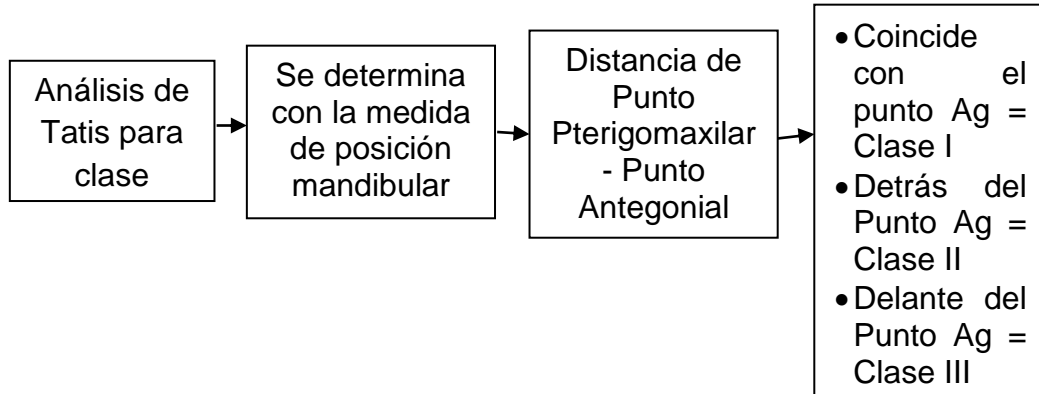 Análisis de
Tatis para
clase
Se determina
con la medida
de posición
mandibular
Distancia de
Punto
Pterigomaxilar
- Punto
Antegonial
•Coincide
con el
punto Ag =
Clase I
•Detrás del
Punto Ag =
Clase II
•Delante del
Punto Ag =
Clase III